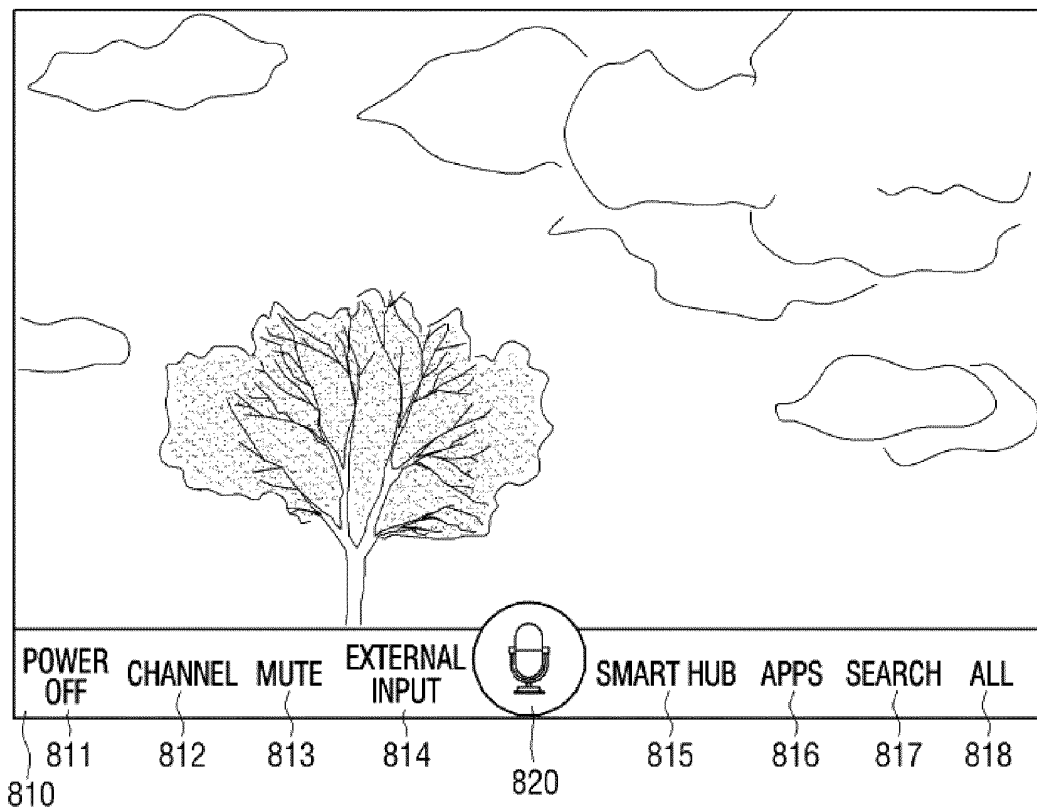 POWER OFF CHANNEL MUTE EXTERNAL INPUT SMART HUB APPS SEARCH ALL
811 812 813 814 820 815 816 817 818
810